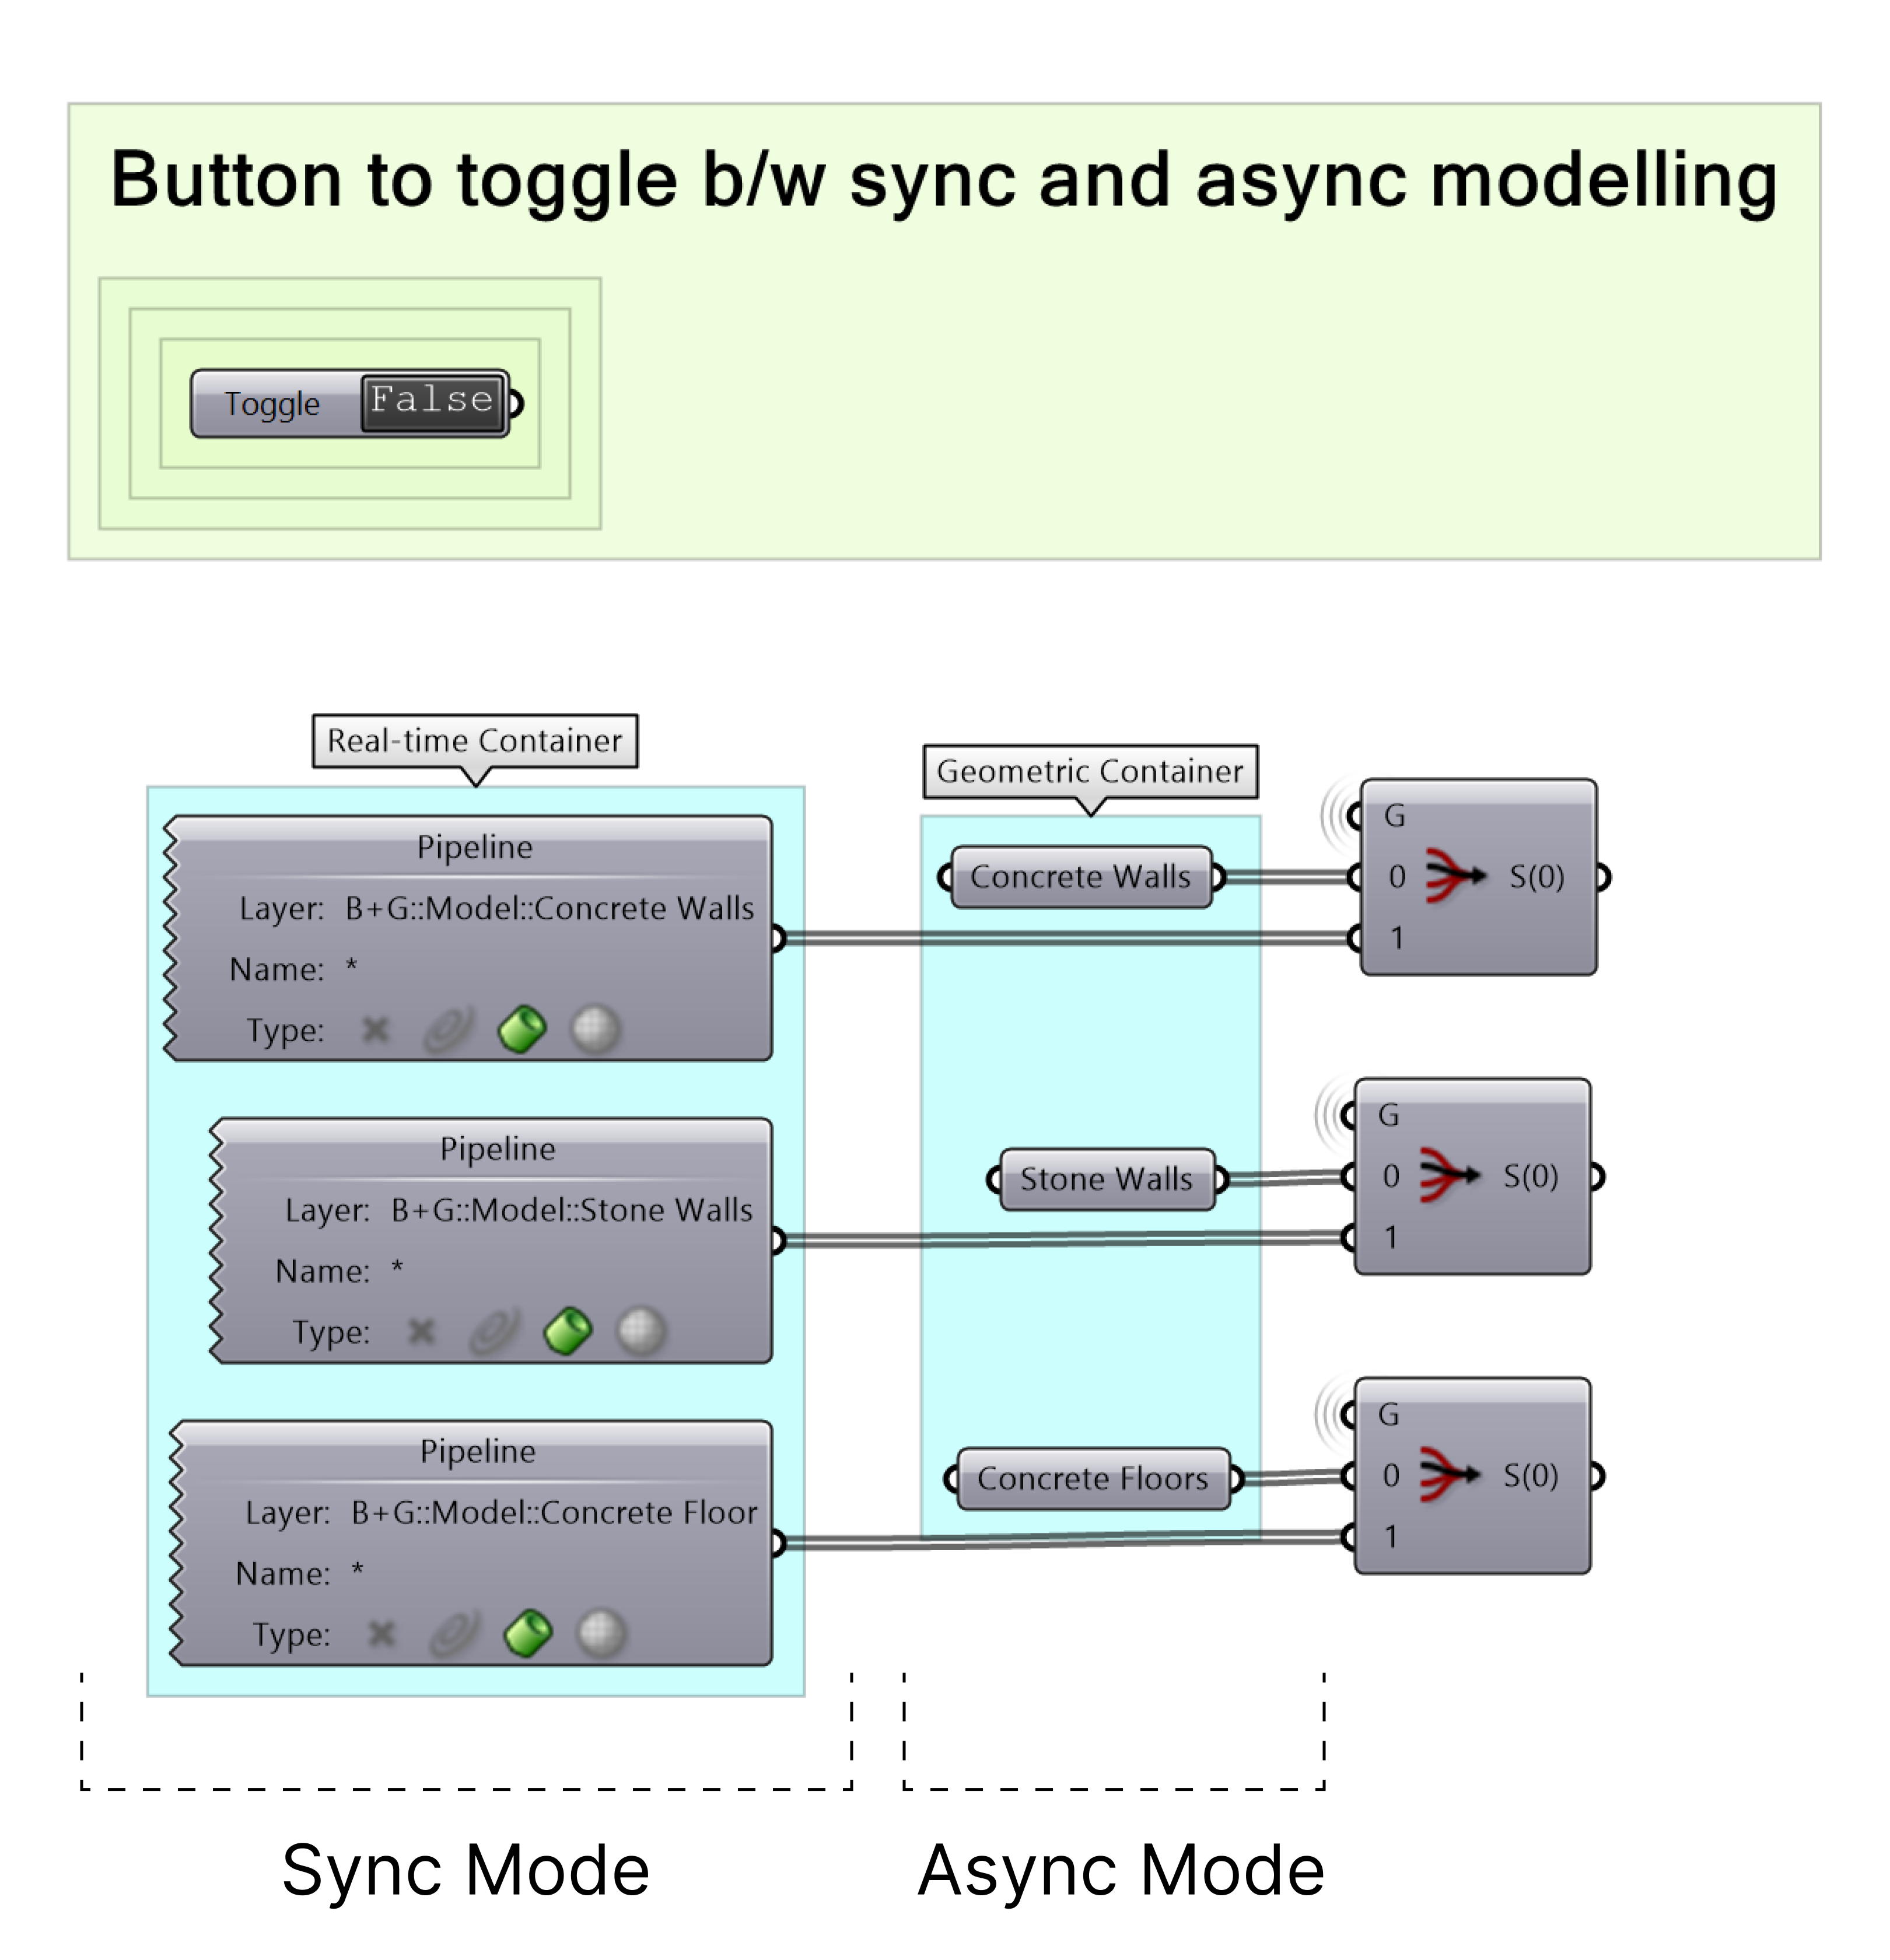 Button to toggle b/w sync and async modelling
Toggle False
Real-time Container
Pipeline
Layer: B+G::Model::Concrete Walls
Name: *
Type:
Pipeline
Layer: B+G::Model::Stone Walls
Name: *
Type:
Pipeline
Layer: B+G::Model::Concrete Floor
Name: *
Type:
Geometric Container
Concrete Walls
Stone Walls
Concrete Floors
G
0 S(0)
1
G
0 S(0)
1
G
0 S(0)
1
Sync Mode
Async Mode